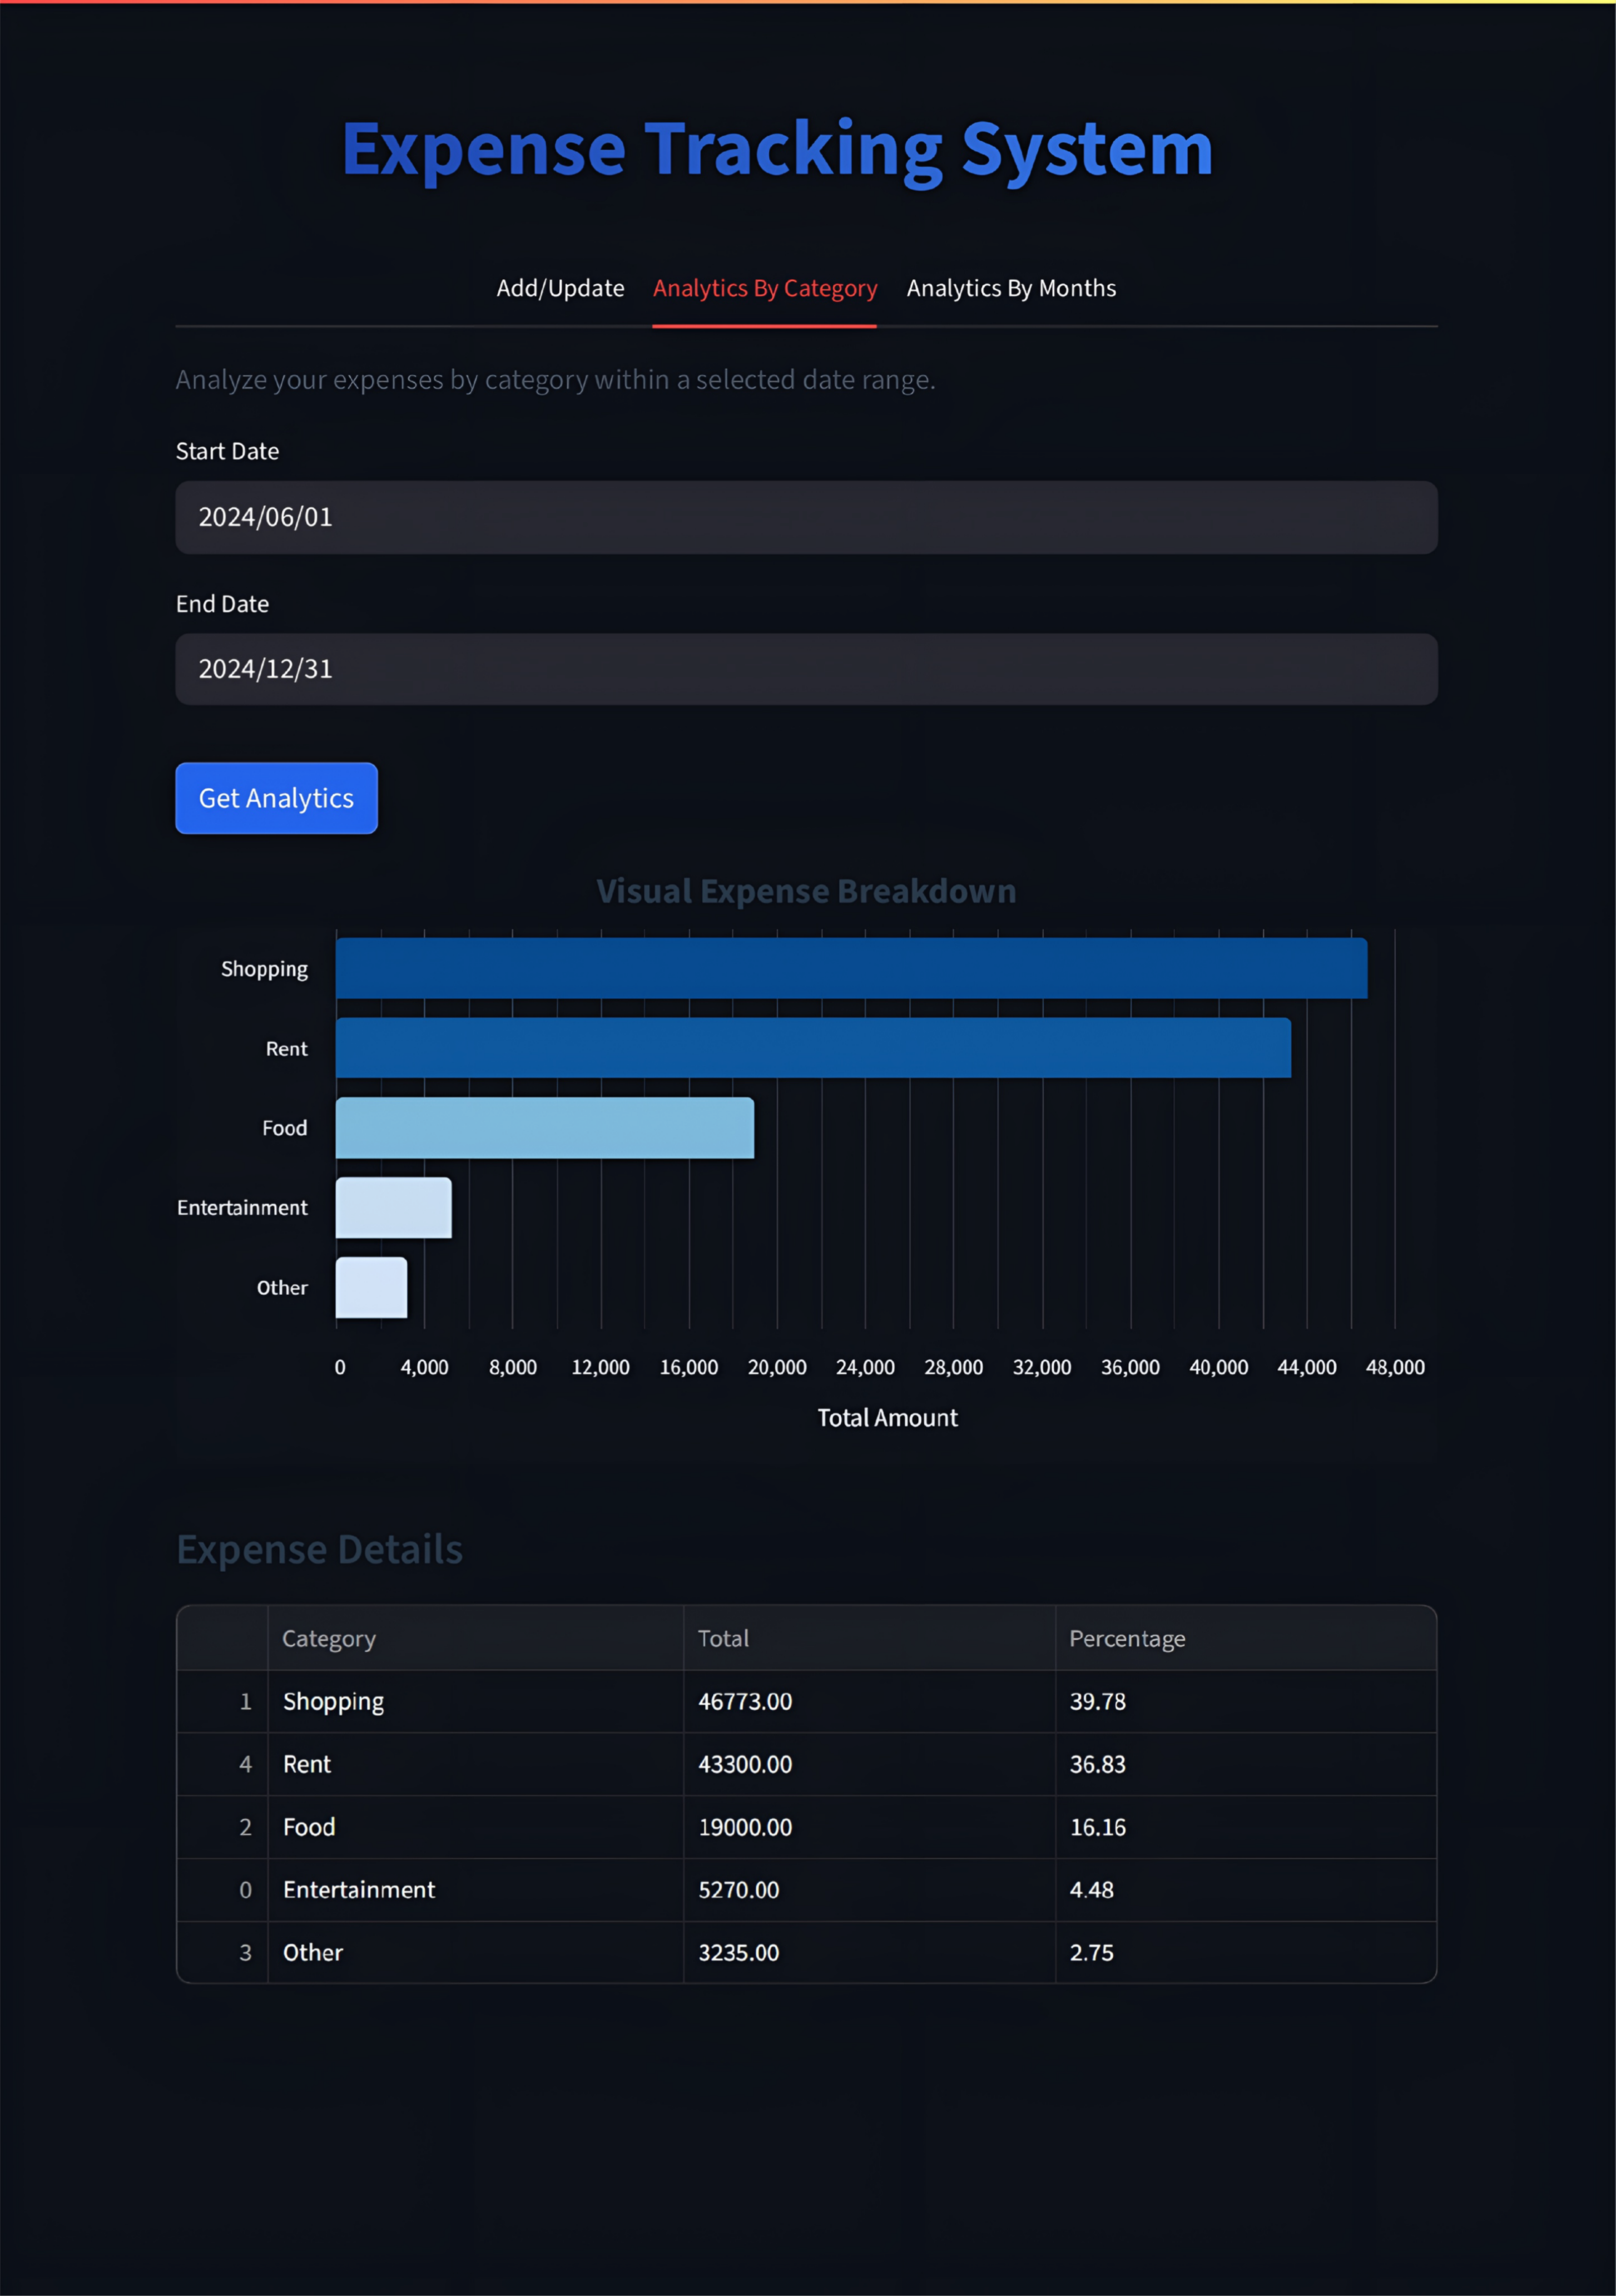 Expense Tracking System
Add/Update Analytics By Category Analytics By Months
Analyze your expenses by category within a selected date range.
Start Date
2024/06/01
End Date
2024/12/31
Get Analytics
Visual Expense Breakdown
Shopping
Rent
Food
Entertainment
Other
0 4,000 8,000 12,000 16,000 20,000 24,000 28,000 32,000 36,000 40,000 44,000 48,000
Total Amount
Expense Details
Category Total Percentage
1 Shopping 46773.00 39.78
4 Rent 43300.00 36.83
2 Food 19000.00 16.16
0 Entertainment 5270.00 4.48
3 Other 3235.00 2.75